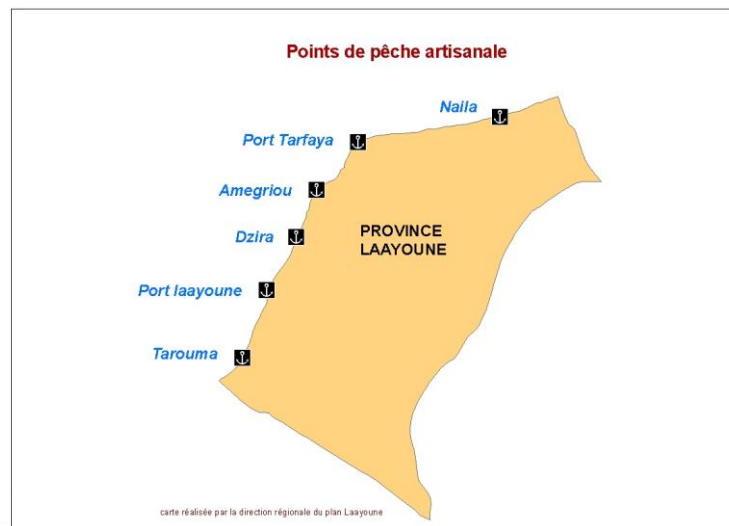 Points de pêche artisanale
Naila
Port Tarfaya
Amegriou
Dzira
PROVINCE
LAAYOUNE
Port laayoune
Tarouma
carte réalisée par la direction régionale du plan Laayoune